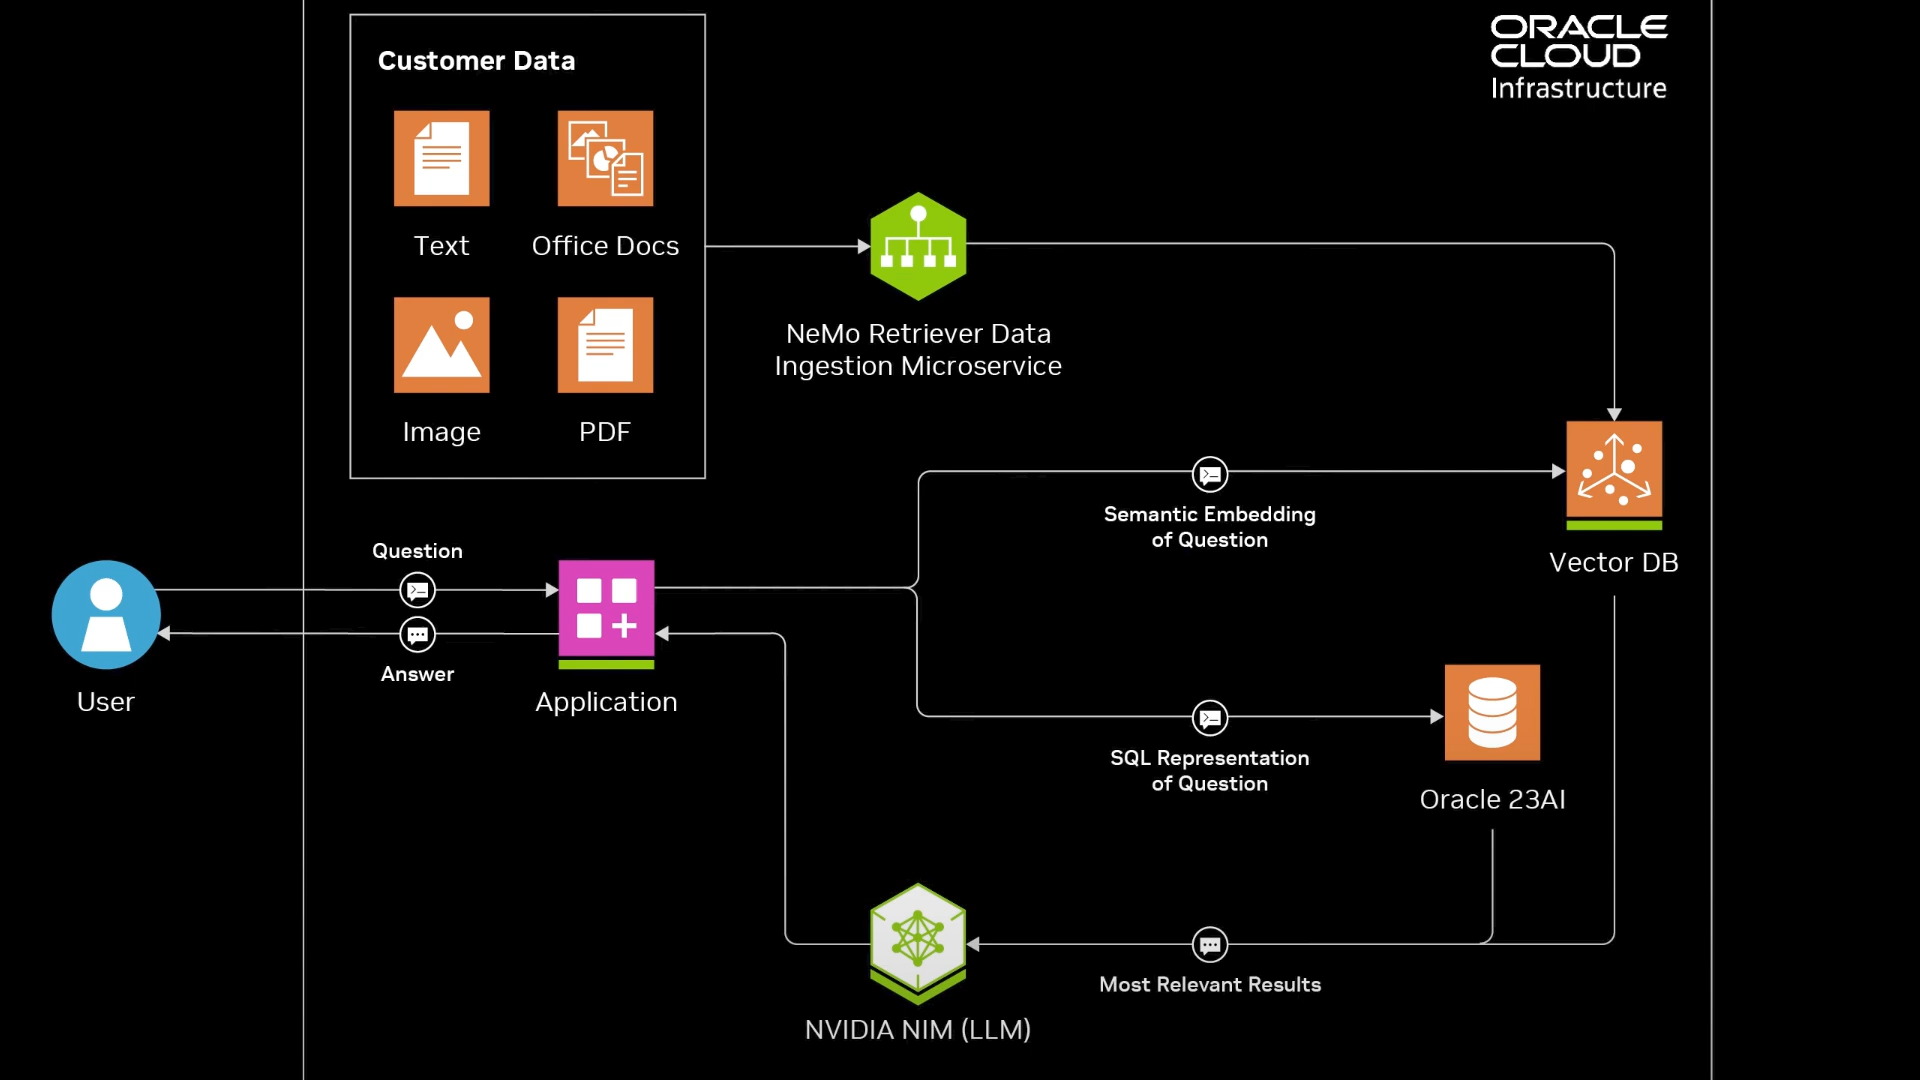 Customer Data
ORACLE
CLOUD
Infrastructure
Text
Office Docs
Image
PDF
NeMo Retriever Data
Ingestion Microservice
Semantic Embedding
of Question
Vector DB
Question
Answer
User
Application
SQL Representation
of Question
Oracle 23AI
Most Relevant Results
NVIDIA NIM (LLM)